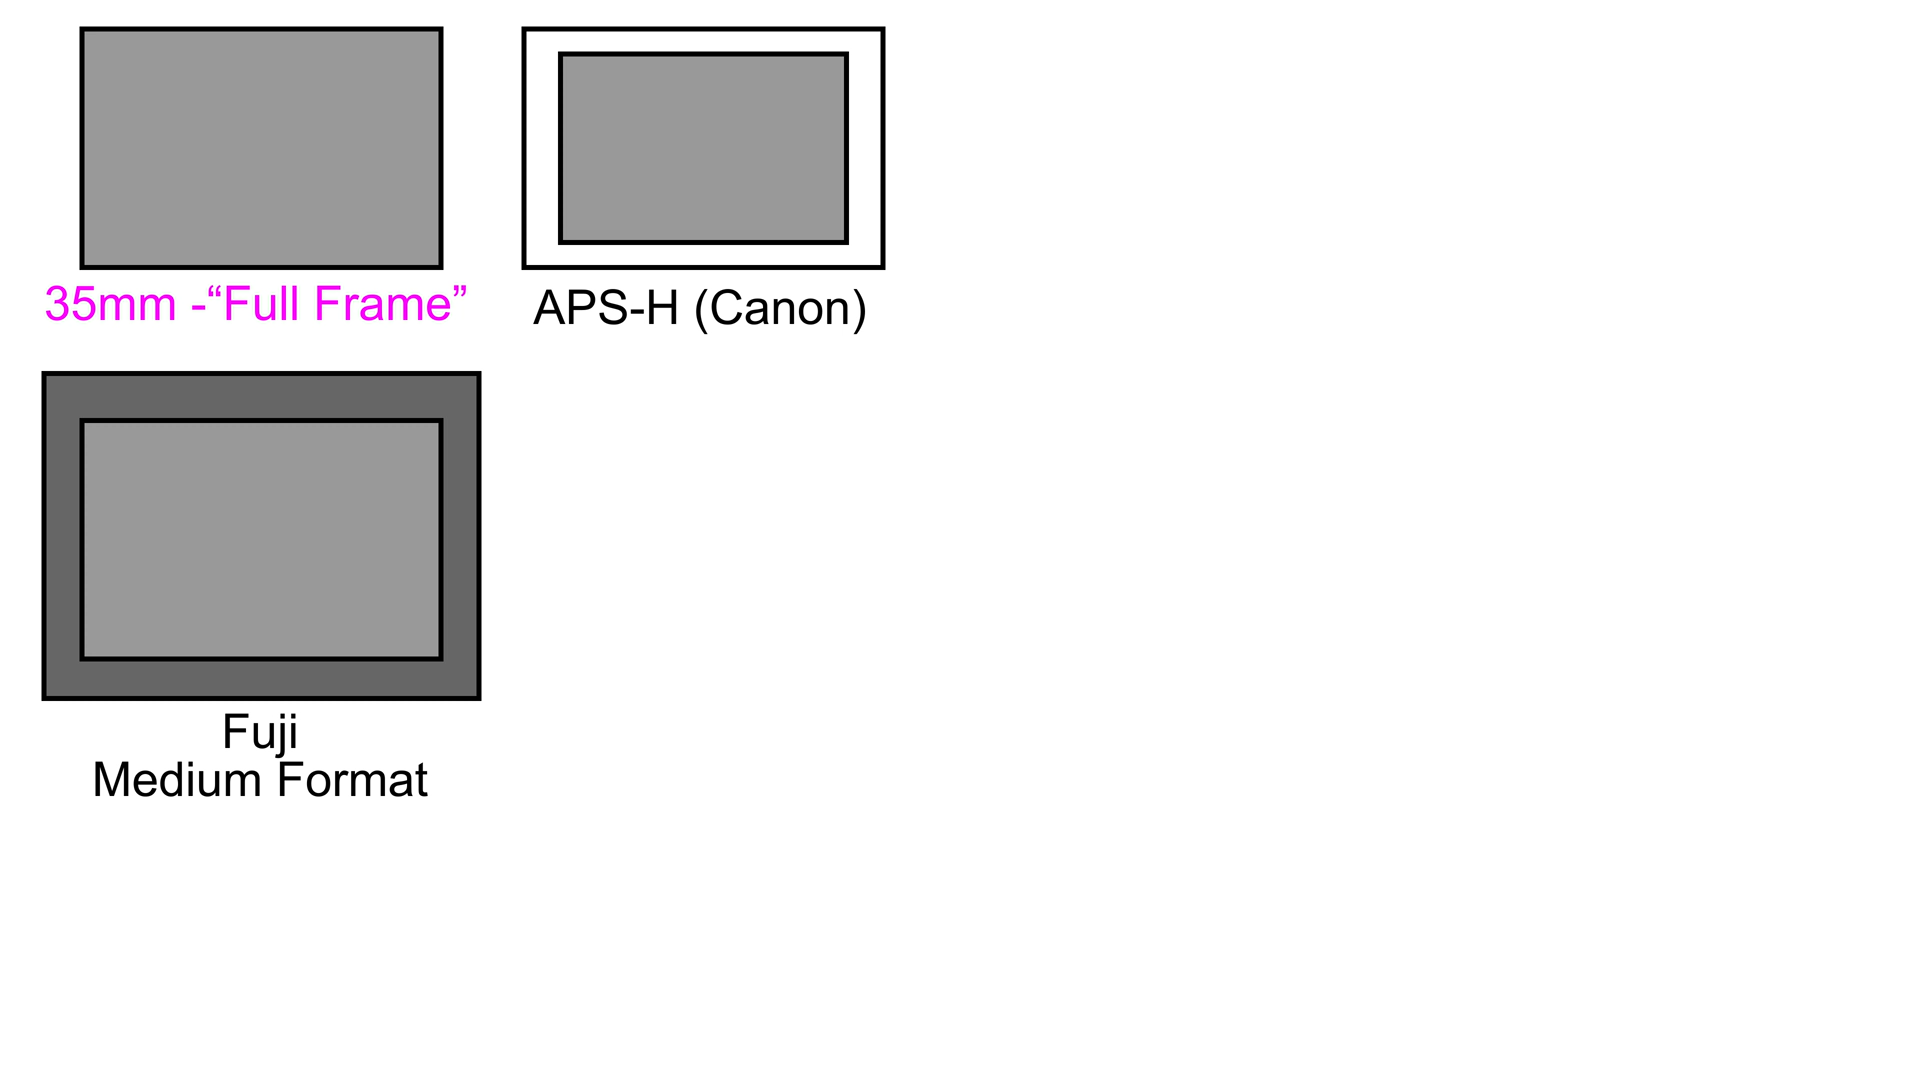 35mm -“Full Frame”
APS-H (Canon)
Fuji
Medium Format